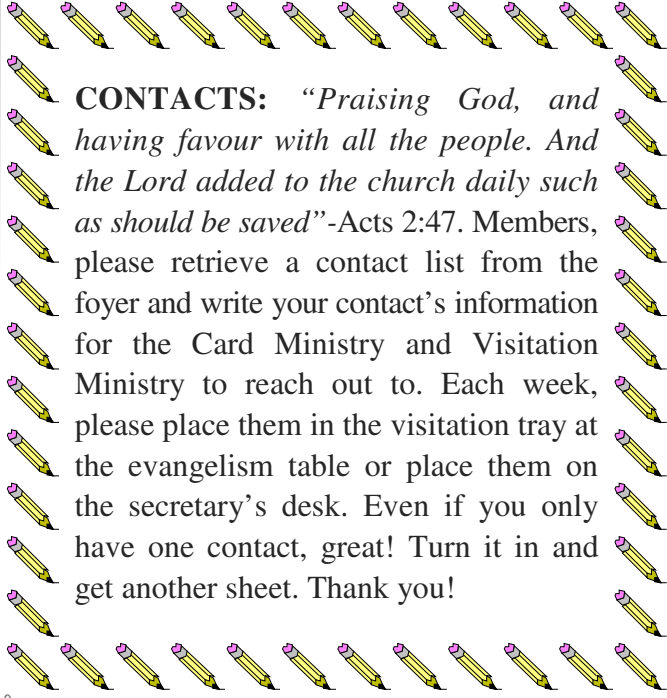 CONTACTS: “Praising God, and
having favour with all the people. And
the Lord added to the church daily such
as should be saved”-Acts 2:47. Members,
please retrieve a contact list from the
foyer and write your contact’s information
for the Card Ministry and Visitation
Ministry to reach out to. Each week,
please place them in the visitation tray at
the evangelism table or place them on
the secretary’s desk. Even if you only
have one contact, great! Turn it in and
get another sheet. Thank you!